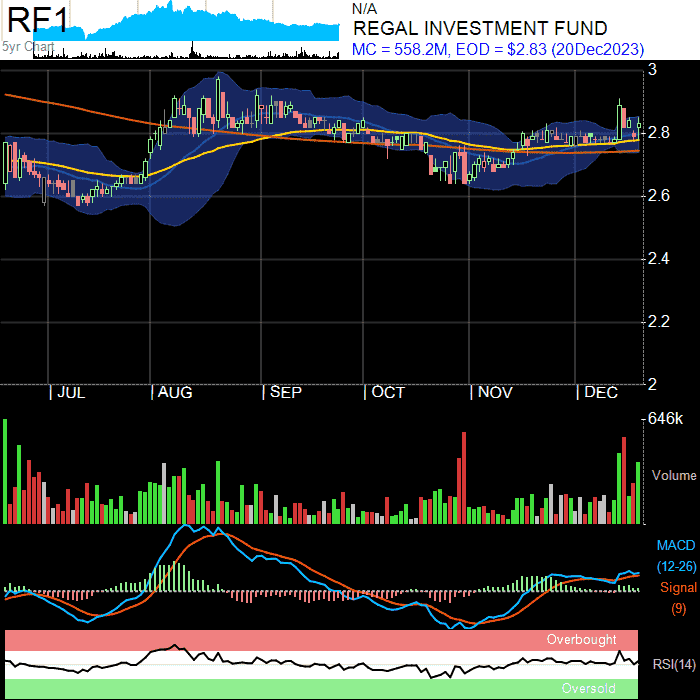 RF1
5yr Chart
N/A
REGAL INVESTMENT FUND
MC = 558.2M, EOD = $2.83 (20Dec2023)
3
2.8
2.6
2.4
2.2
2
| JUL | AUG | SEP | OCT | NOV | DEC
646k
Volume
MACD
(12-26)
Signal
(9)
Overbought
RSI(14)
Oversold